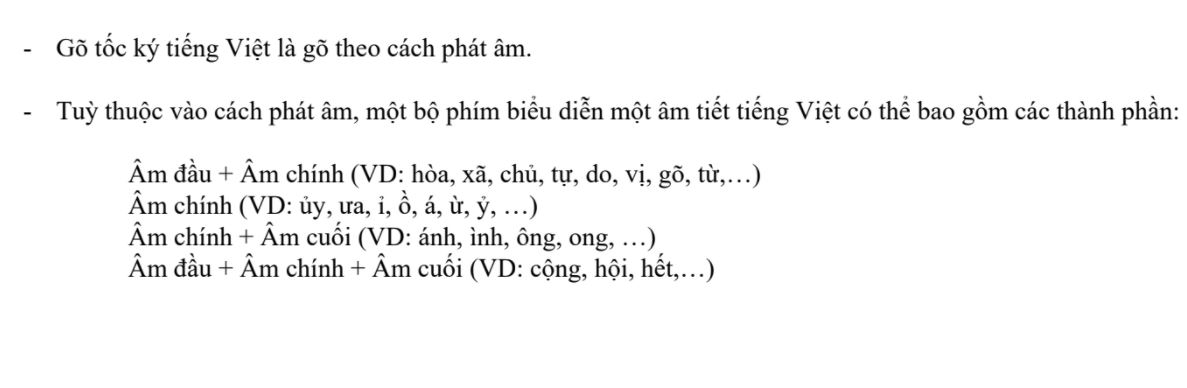 - Gõ tốc ký tiếng Việt là gõ theo cách phát âm.
- Tuỳ thuộc vào cách phát âm, một bộ phím biểu diễn một âm tiết tiếng Việt có thể bao gồm các thành phần:
Âm đầu + Âm chính (VD: hòa, xã, chủ, tự, do, vị, gõ, từ,…)
Âm chính (VD: ủy, ưa, ỉ, ồ, á, ừ, ỷ, …)
Âm chính + Âm cuối (VD: ánh, ình, ông, ong, …)
Âm đầu + Âm chính + Âm cuối (VD: cộng, hội, hết,…)